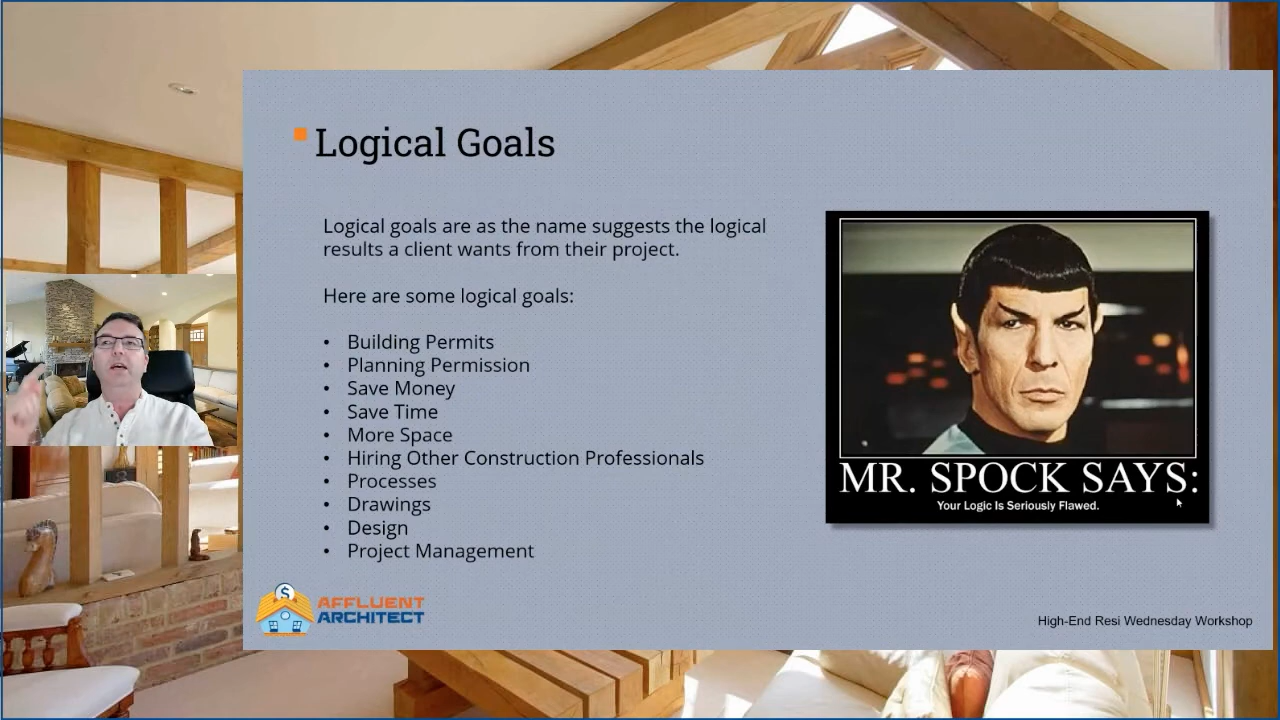 Logical Goals
Logical goals are as the name suggests the logical
results a client wants from their project.
Here are some logical goals:
• Building Permits
• Planning Permission
• Save Money
• Save Time
• More Space
• Hiring Other Construction Professionals
• Processes
• Drawings
• Design
• Project Management
MR. SPOCK SAYS:
Your Logic Is Seriously Flawed.
$
AFFLUENT
ARCHITECT
High-End Resi Wednesday Workshop